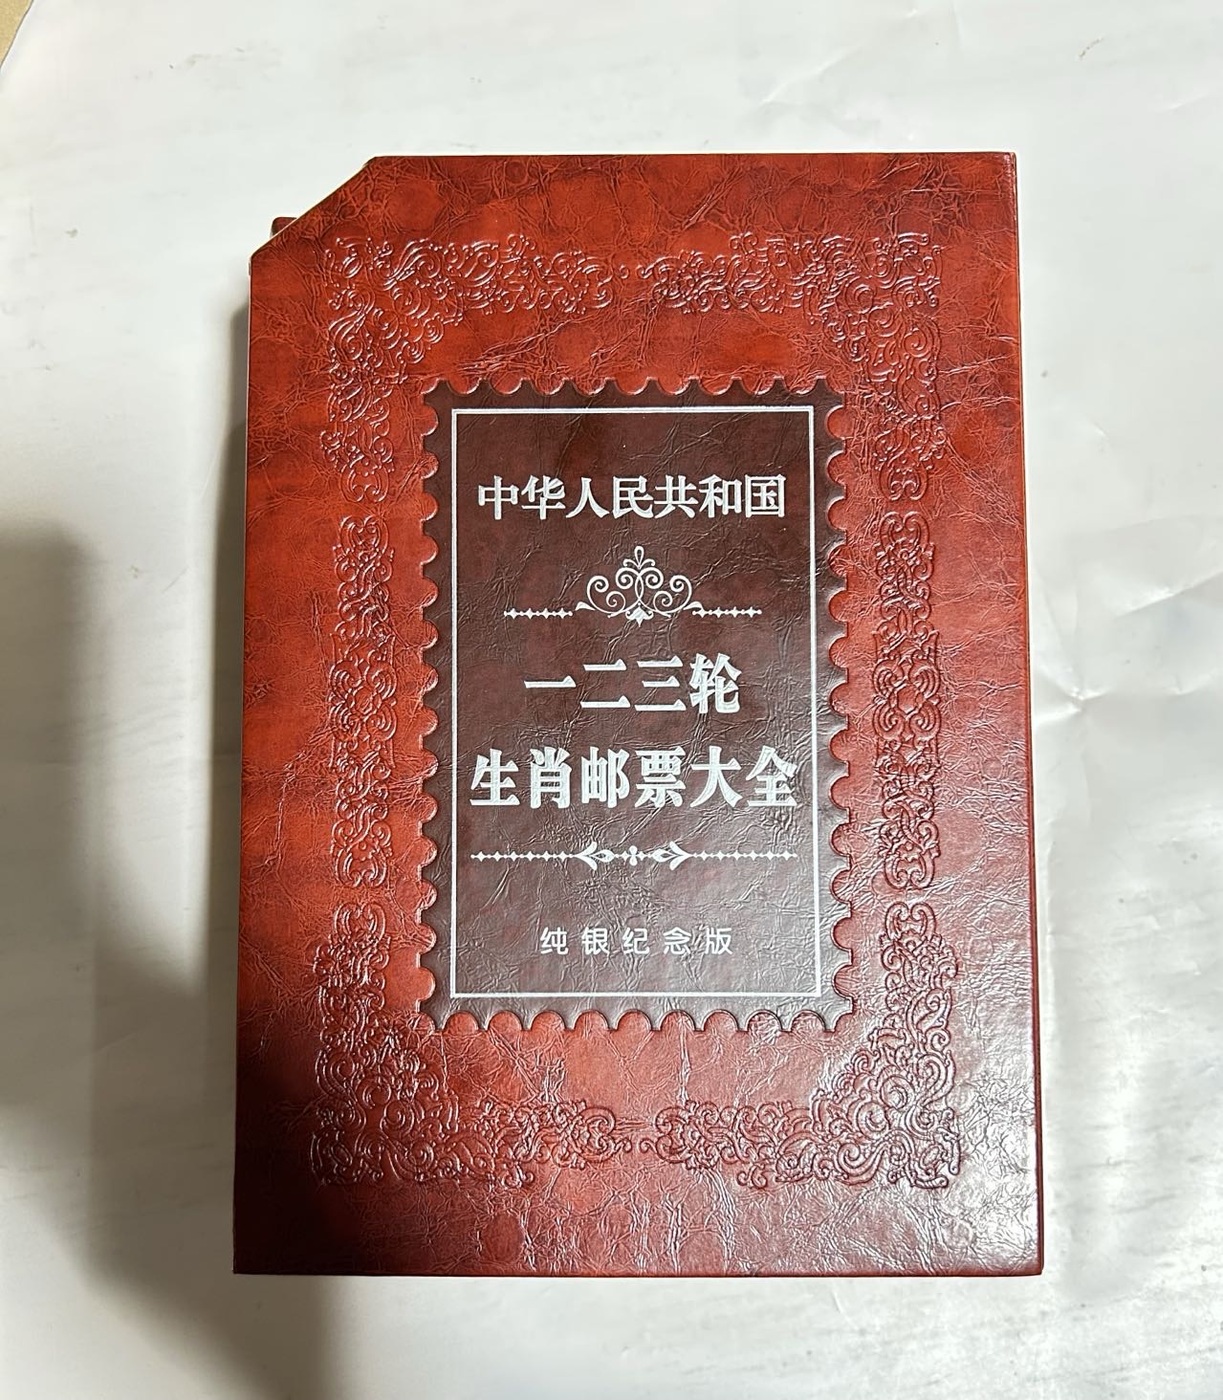 中华人民共和国
一二三轮
生肖邮票大全
纯银纪念版